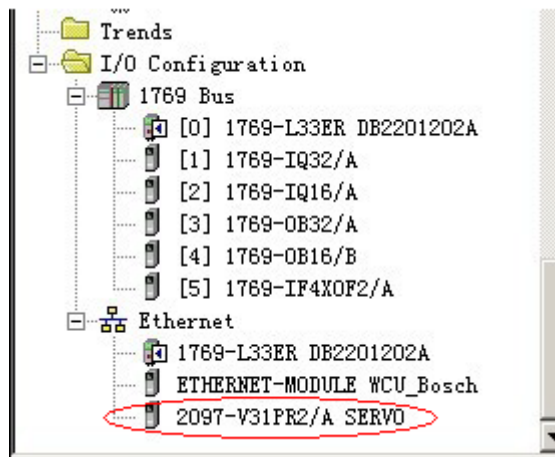 Trends
I/O Configuration
1769 Bus
[0] 1769-L33ER DB2201202A
[1] 1769-IQ32/A
[2] 1769-IQ16/A
[3] 1769-OB32/A
[4] 1769-OB16/B
[5] 1769-IF4XOF2/A
Ethernet
1769-L33ER DB2201202A
ETHERNET-MODULE WCU_Bosch
2097-V31PR2/A SERVO